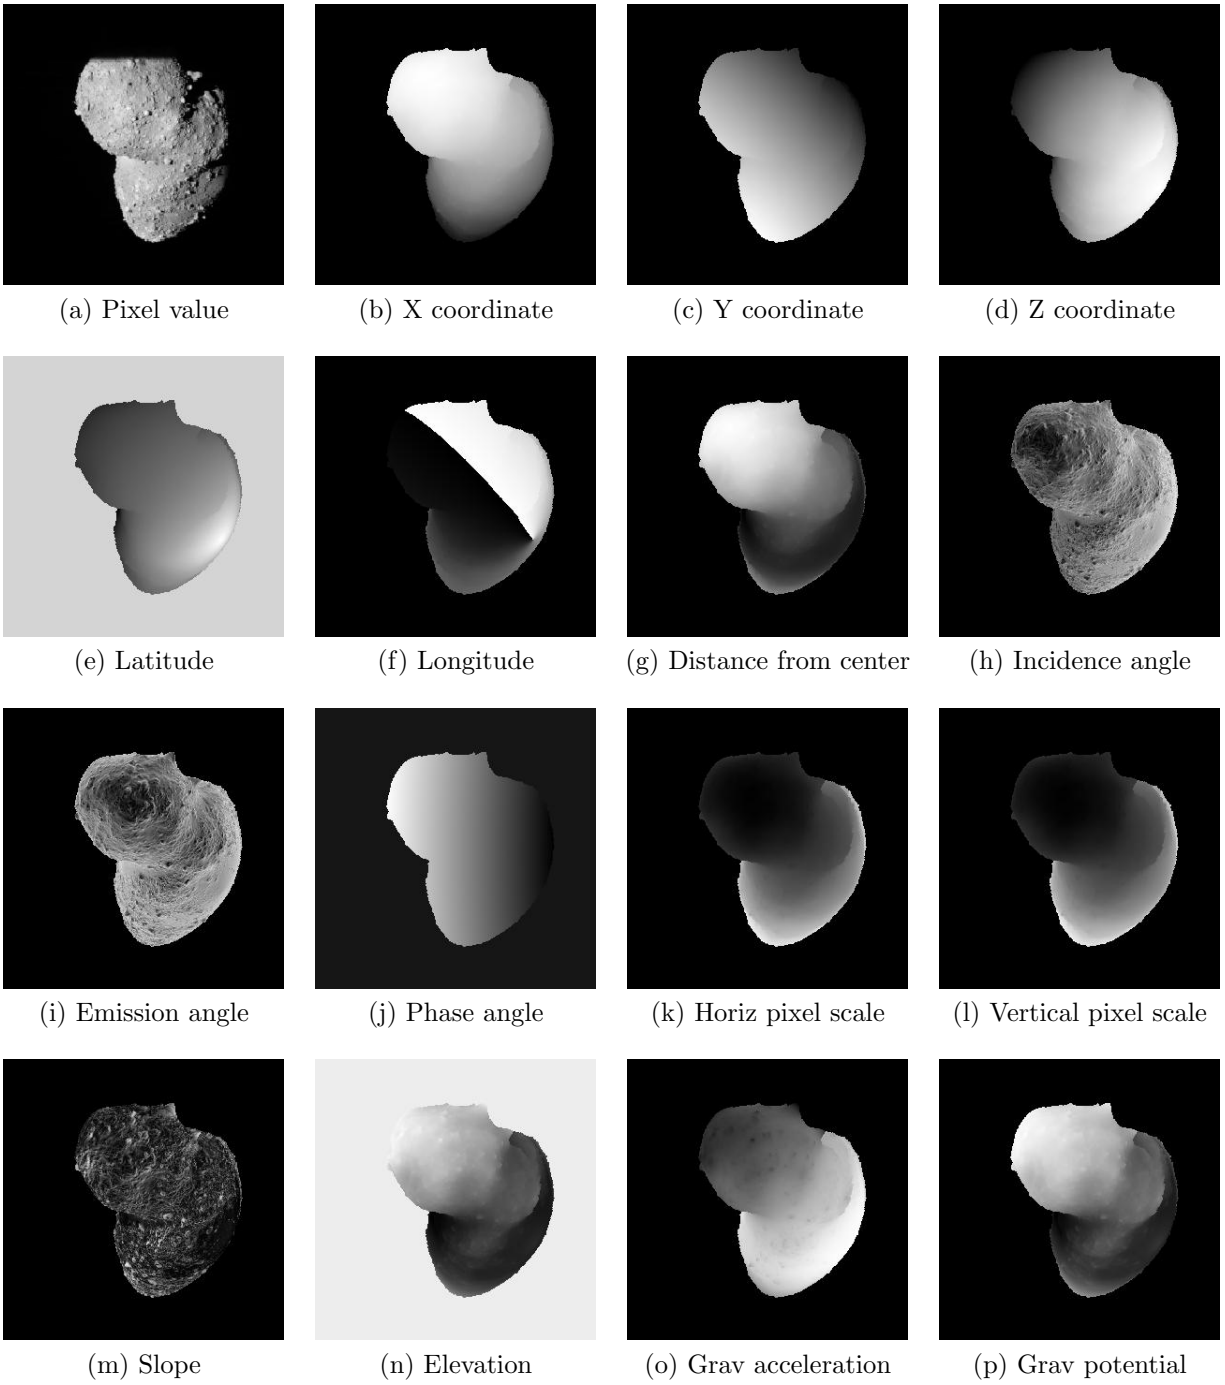 (a) Pixel value
(b) X coordinate
(c) Y coordinate
(d) Z coordinate
(e) Latitude
(f) Longitude
(g) Distance from center
(h) Incidence angle
(i) Emission angle
(j) Phase angle
(k) Horiz pixel scale
(l) Vertical pixel scale
(m) Slope
(n) Elevation
(o) Grav acceleration
(p) Grav potential